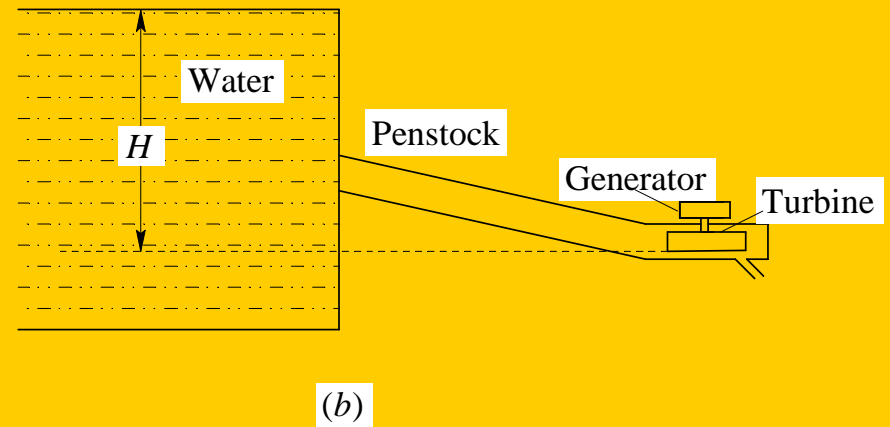 Water
H
Penstock
Generator
Turbine
(b)